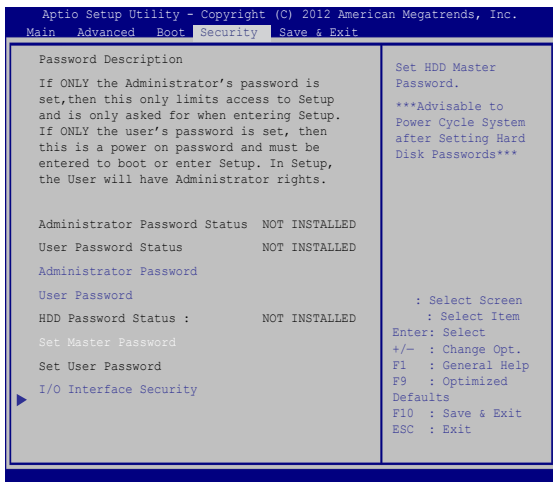 Aptio Setup Utility - Copyright (C) 2012 American Megatrends, Inc.
Main Advanced Boot Security Save & Exit
Password Description
If ONLY the Administrator's password is
set,then this only limits access to Setup
and is only asked for when entering Setup.
If ONLY the user's password is set, then
this is a power on password and must be
entered to boot or enter Setup. In Setup,
the User will have Administrator rights.
Administrator Password Status NOT INSTALLED
User Password Status NOT INSTALLED
Administrator Password
User Password
HDD Password Status : NOT INSTALLED
Set Master Password
Set User Password
I/O Interface Security
Set HDD Master
Password.
***Advisable to
Power Cycle System
after Setting Hard
Disk Passwords***
: Select Screen
: Select Item
Enter: Select
+/— : Change Opt.
F1 : General Help
F9 : Optimized
Defaults
F10 : Save & Exit
ESC : Exit